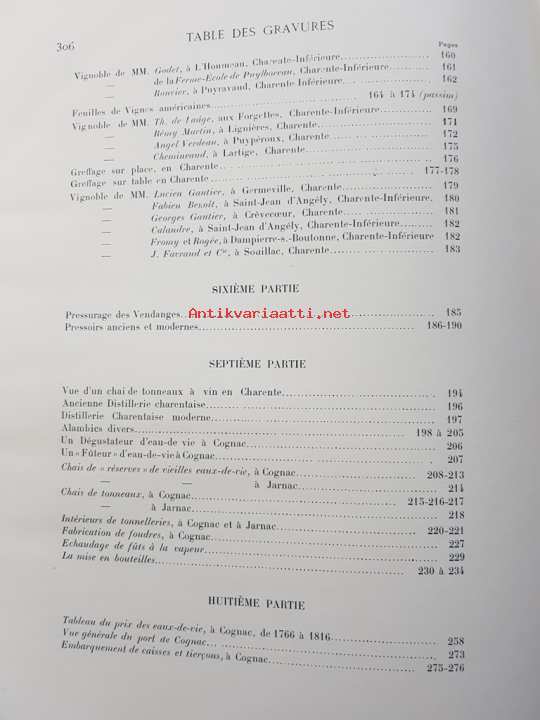 306
TABLE DES GRAVURES
Pages
Vignoble de MM. Godet, à L'Houmeau, Charente-Inférieure 160
— de la Ferme-Ecole de Puylboreau, Charente-Inférieure 161
— Bouvier, à Puyravaud, Charente Inférieure 162
Feuilles de Vignes américaines 164 à 174 (passim)
Vignoble de MM. Th. de Laâge, aux Forgettes, Charente-Inférieure 169
— Rémy Martin, à Lignières, Charente 171
— Angel Verdeau, à Puypéroux, Charente 172
— Cheminraud, à Lartige, Charente 175
Greffage sur place, en Charente 176
Greffage sur table en Charente 177-178
Vignoble de MM. Lucien Gautier, à Germeville, Charente 179
— Fabien Benoît, à Saint-Jean d'Angély, Charente-Inférieure. 180
— Georges Gautier, à Crèvecœur, Charente 181
— Calandre, à Saint-Jean d'Angély, Charente-Inférieure 182
— Fromy et Rogée, à Dampierre-s.-Boutonne, Charente-Inférieure 182
— J. Favraud et Cie, à Souillac, Charente 183
SIXIÈME PARTIE
Antikvariaatti.net
Pressurage des Vendanges 185
Pressoirs anciens et modernes 186-190
SEPTIÈME PARTIE
Vue d'un chai de tonneaux à vin en Charente 194
Ancienne Distillerie charentaise 196
Distillerie Charentaise moderne 197
Alambics divers 198 à 205
Un Dégustateur d'eau-de vie à Cognac 206
Un «Fûteur» d'eau-de-vie à Cognac 207
Chais de « réserves » de vieilles eaux-de-vie, à Cognac 208-213
— — à Jarnac 214
Chais de tonneaux, à Cognac 215-216-217
— à Jarnac 218
Intérieurs de tonnelleries, à Cognac et à Jarnac 220-221
Fabrication de foudres, à Cognac 227
Echaudage de fûts à la vapeur 229
La mise en bouteilles 230 à 234
HUITIÈME PARTIE
Tableau du prix des eaux-de-vie, à Cognac, de 1766 à 1816 258
Vue générale du port de Cognac 273
Embarquement de caisses et tierçons, à Cognac 275-276